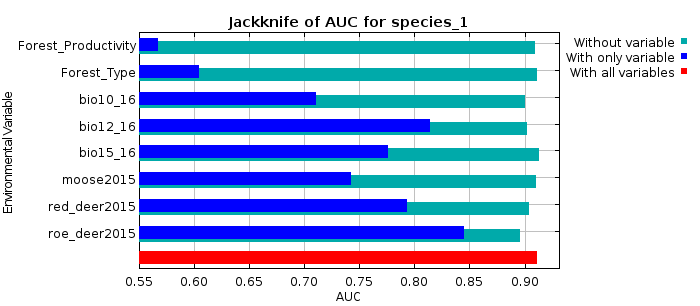 Jackknife of AUC for species_1
Environmental Variable
Forest_Productivity
Forest_Type
bio10_16
bio12_16
bio15_16
moose2015
red_deer2015
roe_deer2015
0.55 0.60 0.65 0.70 0.75 0.80 0.85 0.90
AUC
Without variable
With only variable
With all variables